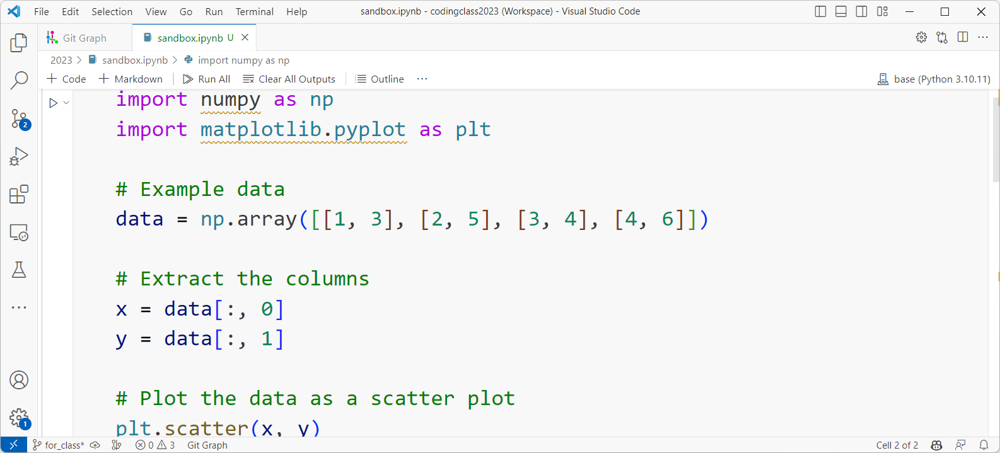 File Edit Selection View Go Run Terminal Help
sandbox.ipynb - codingclass2023 (Workspace) - Visual Studio Code
Git Graph
sandbox.ipynb U
2023 > sandbox.ipynb > import numpy as np
+ Code + Markdown Run All Clear All Outputs Outline ...
base (Python 3.10.11)
import numpy as np
import matplotlib.pyplot as plt
# Example data
data = np.array([[1, 3], [2, 5], [3, 4], [4, 6]])
# Extract the columns
x = data[:, 0]
y = data[:, 1]
# Plot the data as a scatter plot
plt.scatter(x, y)
2
1
for_class* 0 3 Git Graph
Cell 2 of 2